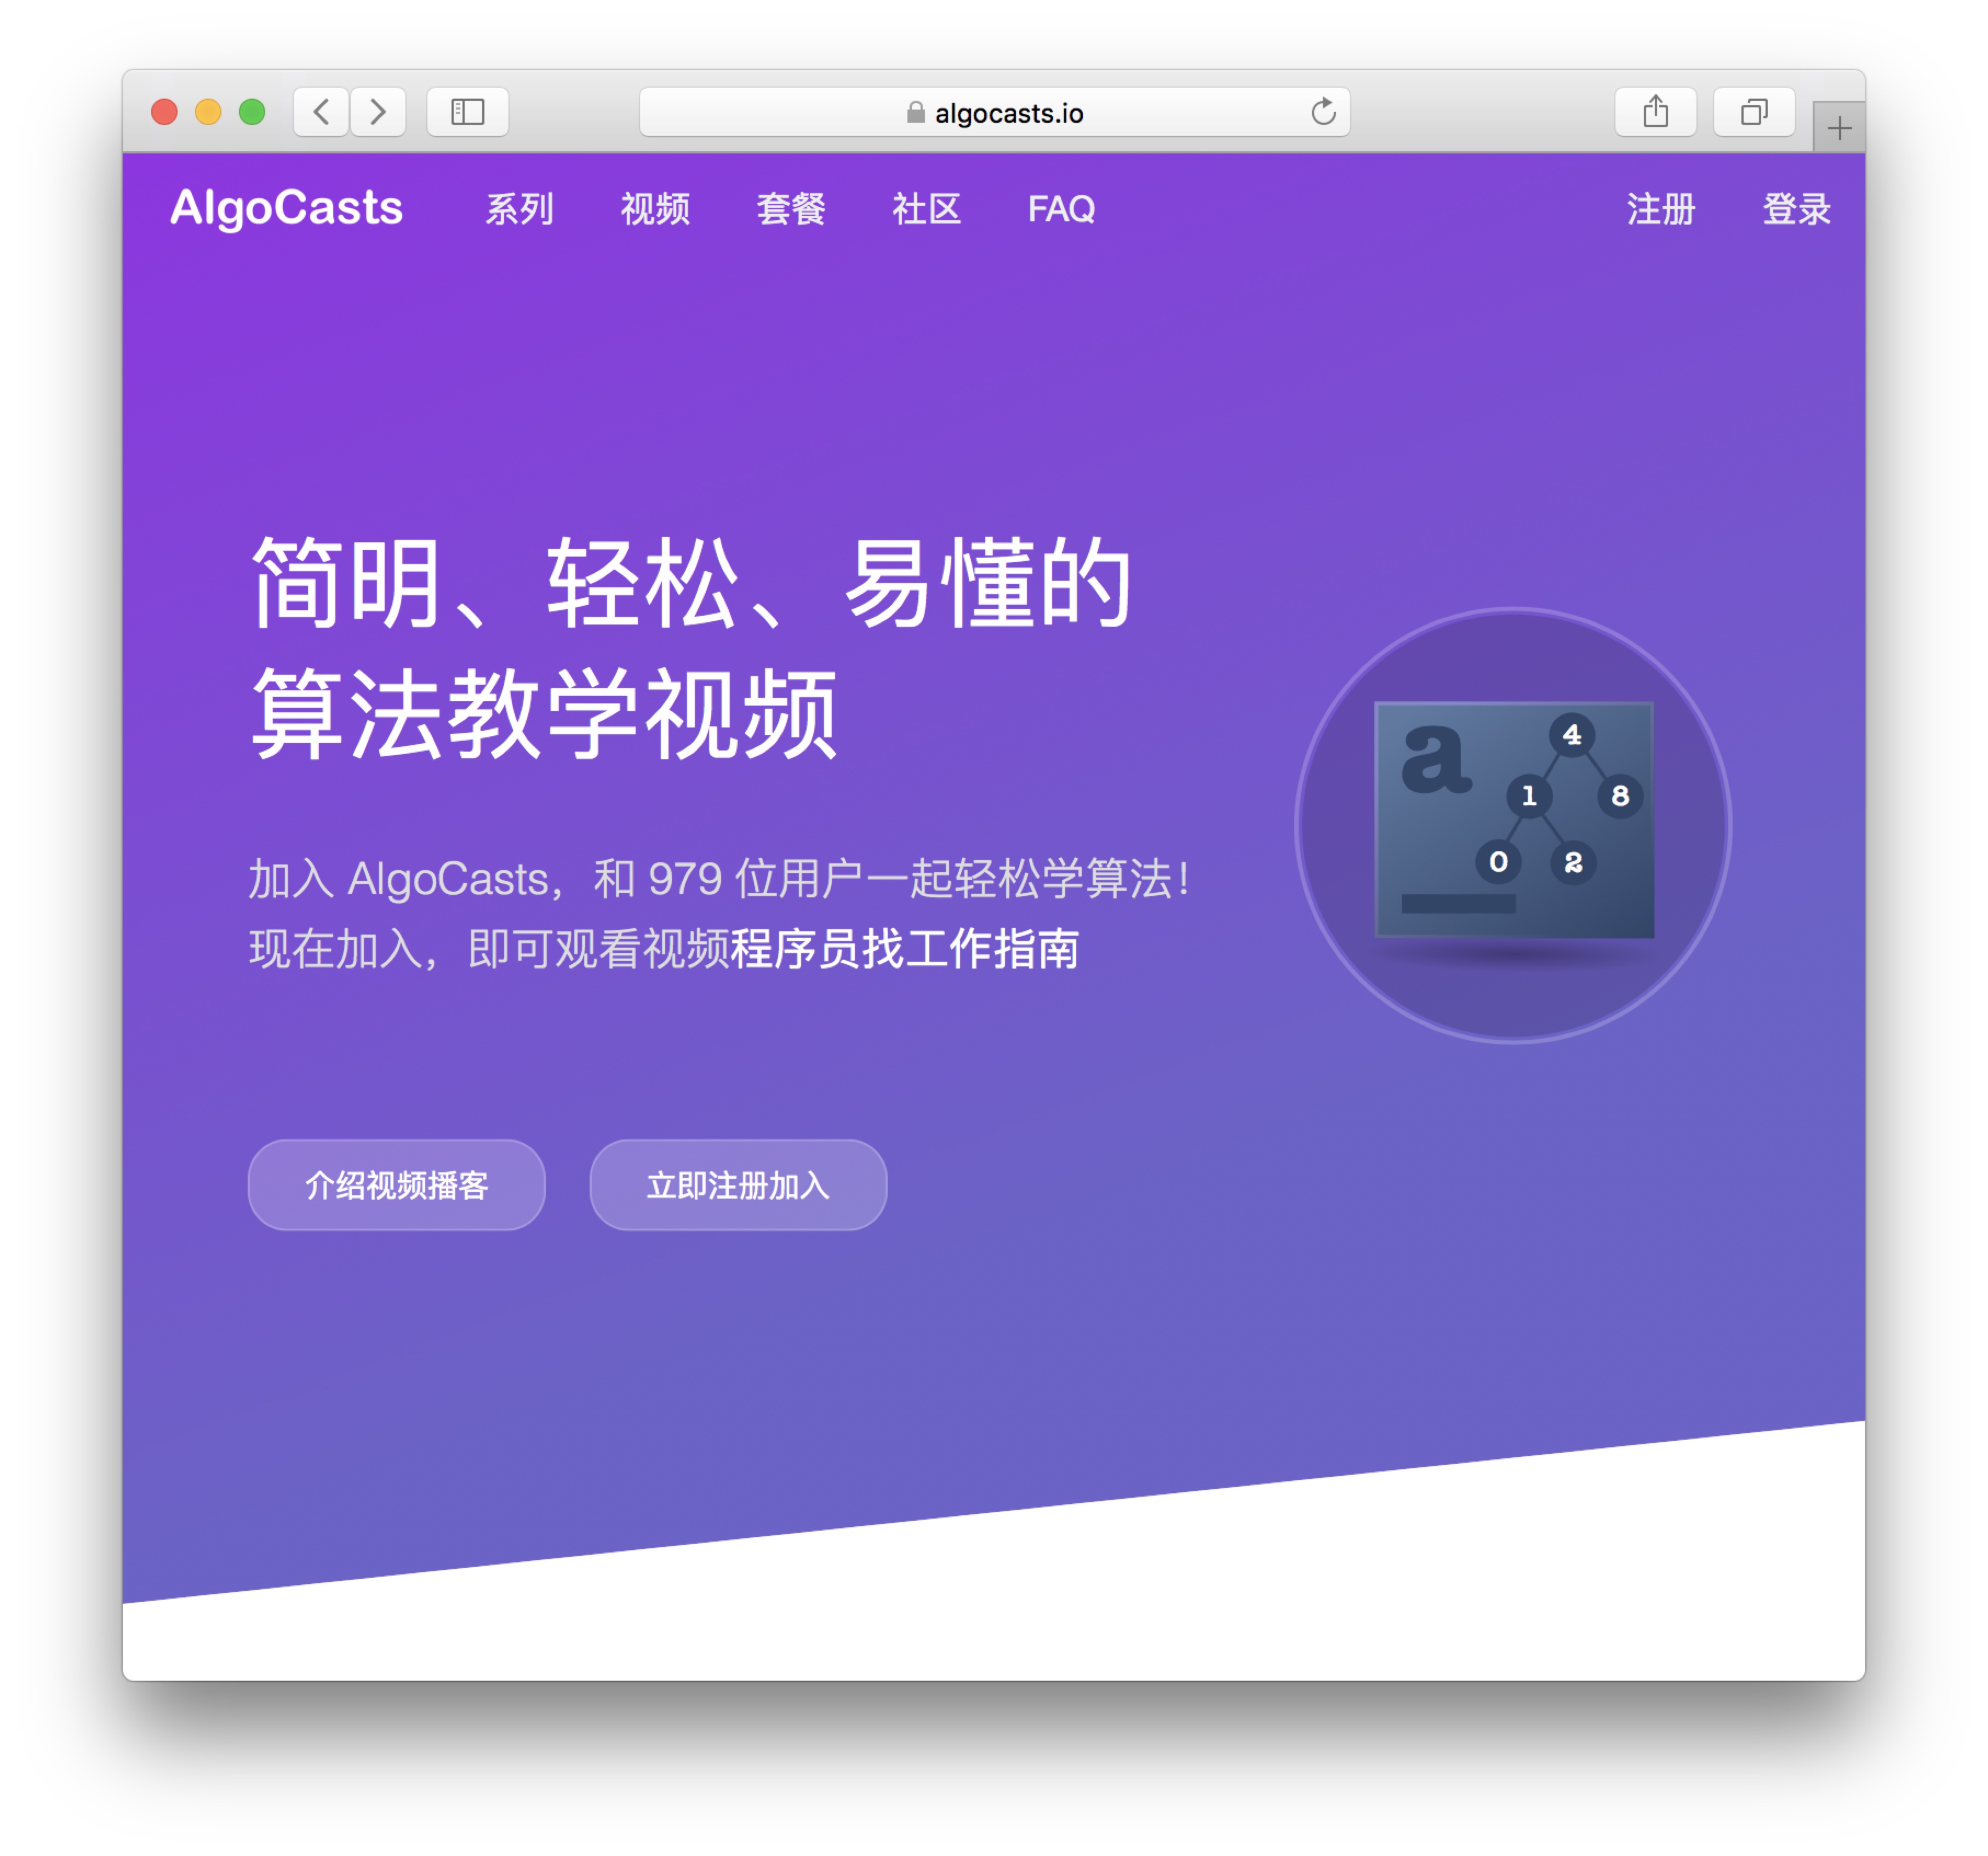 algocasts.io
AlgoCasts 系列 视频 套餐 社区 FAQ 注册 登录
简明、轻松、易懂的
算法教学视频
加入 AlgoCasts，和 979 位用户一起轻松学算法！
现在加入，即可观看视频程序员找工作指南
a
4
1 8
0 2
介绍视频播客 立即注册加入